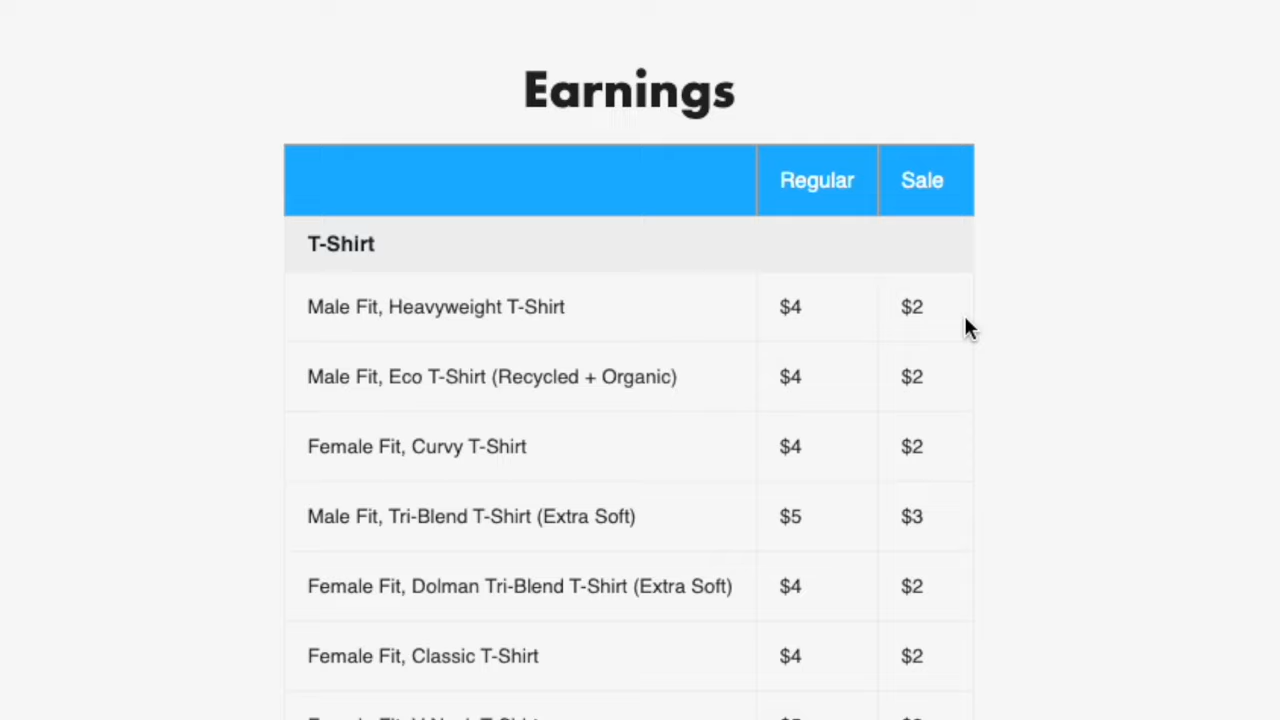 Earnings
Regular Sale
T-Shirt
Male Fit, Heavyweight T-Shirt $4 $2
Male Fit, Eco T-Shirt (Recycled + Organic) $4 $2
Female Fit, Curvy T-Shirt $4 $2
Male Fit, Tri-Blend T-Shirt (Extra Soft) $5 $3
Female Fit, Dolman Tri-Blend T-Shirt (Extra Soft) $4 $2
Female Fit, Classic T-Shirt $4 $2